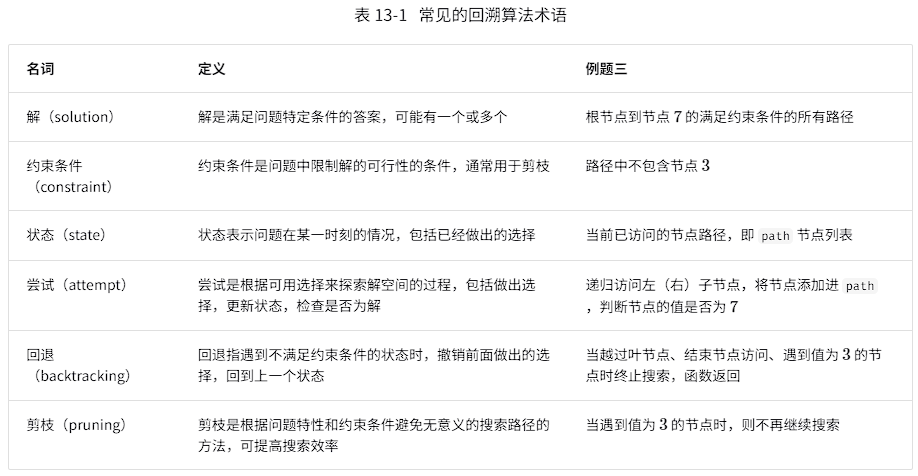 表 13-1 常见的回溯算法术语
名词 定义 例题三
解（solution） 解是满足问题特定条件的答案，可能有一个或多个 根节点到节点 7 的满足约束条件的所有路径
约束条件 约束条件是问题中限制解的可行性的条件，通常用于剪枝 路径中不包含节点 3
（constraint）
状态（state） 状态表示问题在某一时刻的情况，包括已经做出的选择 当前已访问的节点路径，即 path 节点列表
尝试（attempt） 尝试是根据可用选择来探索解空间的过程，包括做出选 递归访问左（右）子节点，将节点添加进 path
择，更新状态，检查是否为解 ，判断节点的值是否为 7
回退 回退指遇到不满足约束条件的状态时，撤销前面做出的选 当越过叶节点、结束节点访问、遇到值为 3 的节
（backtracking） 择，回到上一个状态 点时终止搜索，函数返回
剪枝（pruning） 剪枝是根据问题特性和约束条件避免无意义的搜索路径的 当遇到值为 3 的节点时，则不再继续搜索
方法，可提高搜索效率